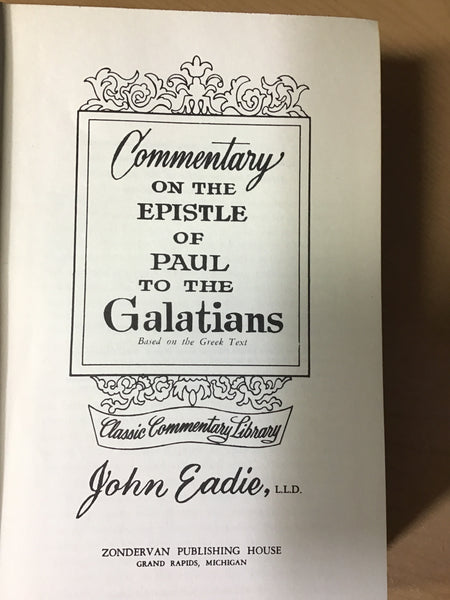 Commentary
ON THE
EPISTLE
OF
PAUL
TO THE
Galatians
Based on the Greek Text
Classic Commentary Library
John Eadie, L.L.D.
ZONDERVAN PUBLISHING HOUSE
GRAND RAPIDS, MICHIGAN